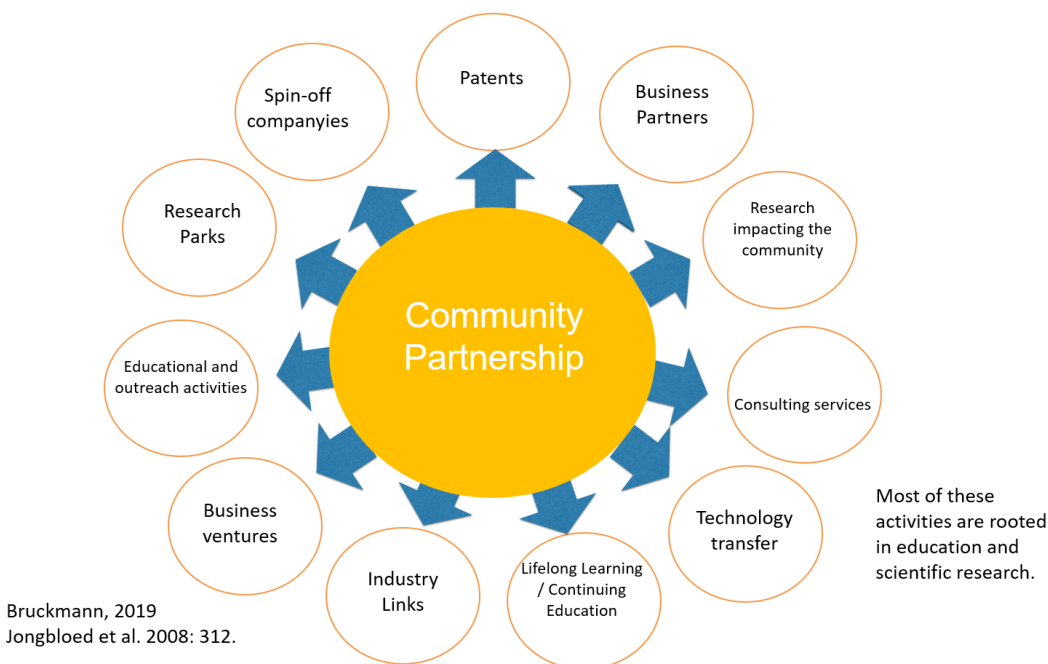 Community
Partnership
Patents
Business
Partners
Research
impacting the
community
Consulting services
Technology
transfer
Lifelong Learning
/ Continuing
Education
Industry
Links
Business
ventures
Educational and
outreach activities
Research
Parks
Spin-off
companyies
Most of these
activities are rooted
in education and
scientific research.
Bruckmann, 2019
Jongbloed et al. 2008: 312.